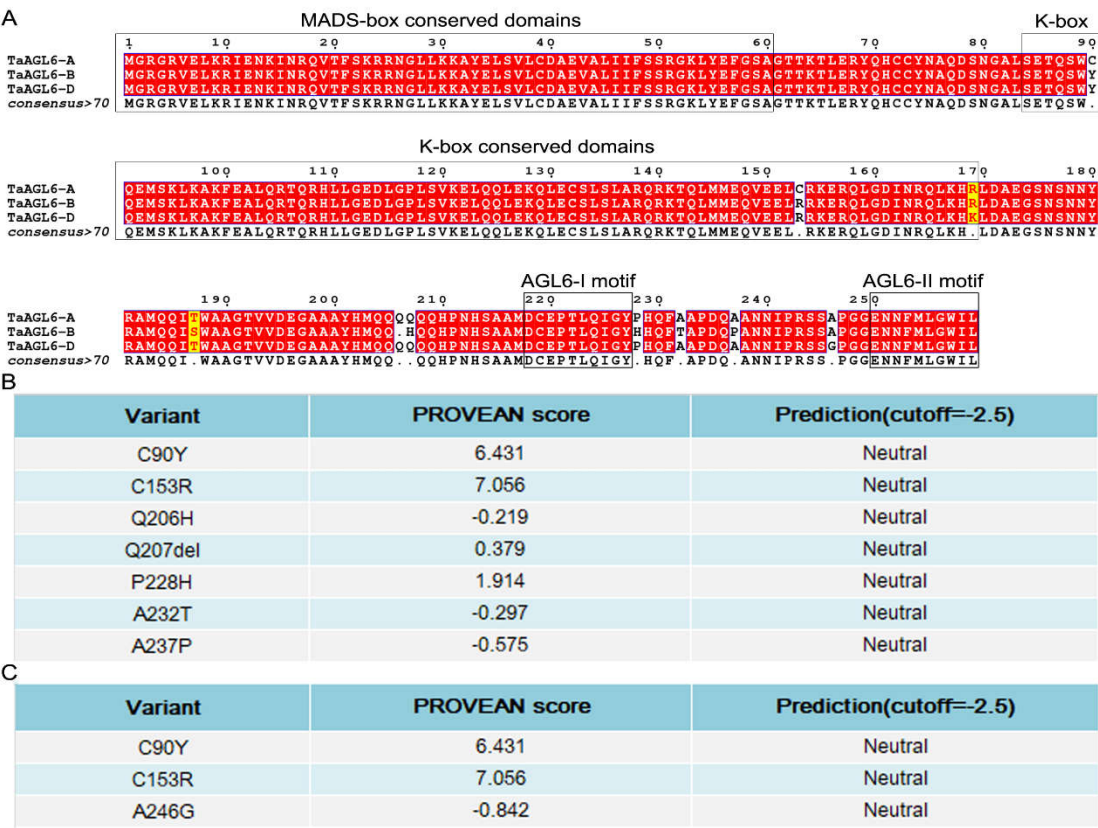 A
MADS-box conserved domains
K-box
1 10 20 30 40 50 60 70 80 90
TaAGL6-A MGRGRVELKRIENKINRQVTFSKRRNGLLKKAYELSVLCDAEVALIIFSSRGKLYEFGSAGTTKTLERYQHCCYNAQDSNGALSETQSWC
TaAGL6-B MGRGRVELKRIENKINRQVTFSKRRNGLLKKAYELSVLCDAEVALIIFSSRGKLYEFGSAGTTKTLERYQHCCYNAQDSNGALSETQSWY
TaAGL6-D MGRGRVELKRIENKINRQVTFSKRRNGLLKKAYELSVLCDAEVALIIFSSRGKLYEFGSAGTTKTLERYQHCCYNAQDSNGALSETQSWY
consensus>70 MGRGRVELKRIENKINRQVTFSKRRNGLLKKAYELSVLCDAEVALIIFSSRGKLYEFGSAGTTKTLERYQHCCYNAQDSNGALSETQSW.
K-box conserved domains
100 110 120 130 140 150 160 170 180
TaAGL6-A QEMSKLKAKFEALQRTQRHLLGEDLGPLSVKELQQLEKQLECSLSLARQRKTQLMMEQVEELCRKERQLGDINRQLKHRLDAEGSNSNNY
TaAGL6-B QEMSKLKAKFEALQRTQRHLLGEDLGPLSVKELQQLEKQLECSLSLARQRKTQLMMEQVEELRRKERQLGDINRQLKHRLDAEGSNSNNY
TaAGL6-D QEMSKLKAKFEALQRTQRHLLGEDLGPLSVKELQQLEKQLECSLSLARQRKTQLMMEQVEELRRKERQLGDINRQLKHKLDAEGSNSNNY
consensus>70 QEMSKLKAKFEALQRTQRHLLGEDLGPLSVKELQQLEKQLECSLSLARQRKTQLMMEQVEEL.RKERQLGDINRQLKH.LDAEGSNSNNY
AGL6-I motif
AGL6-II motif
190 200 210 220 230 240 250
TaAGL6-A RAMQQITWAAGTVVDEGAAAYHMQQQQQQHPNHSAAMDCEPTLQIGYPHQFAAPDQAANNIPRSSAPGGENNFMLGWIL
TaAGL6-B RAMQQISWAAGTVVDEGAAAYHMQQ.HQQHPNHSAAMDCEPTLQIGYHHQFTAPDQPANNIPRSSAPGGENNFMLGWIL
TaAGL6-D RAMQQITWAAGTVVDEGAAAYHMQQQQQQHPNHSAAMDCEPTLQIGYPHQFAAPDQAANNIPRSSGPGGENNFMLGWIL
consensus>70 RAMQQI.WAAGTVVDEGAAAYHMQQ..QQHPNHSAAMDCEPTLQIGY.HQF.APDQ.ANNIPRSS.PGGENNFMLGWIL
B
Variant PROVEAN score Prediction(cutoff=-2.5)
C90Y 6.431 Neutral
C153R 7.056 Neutral
Q206H -0.219 Neutral
Q207del 0.379 Neutral
P228H 1.914 Neutral
A232T -0.297 Neutral
A237P -0.575 Neutral
C
Variant PROVEAN score Prediction(cutoff=-2.5)
C90Y 6.431 Neutral
C153R 7.056 Neutral
A246G -0.842 Neutral